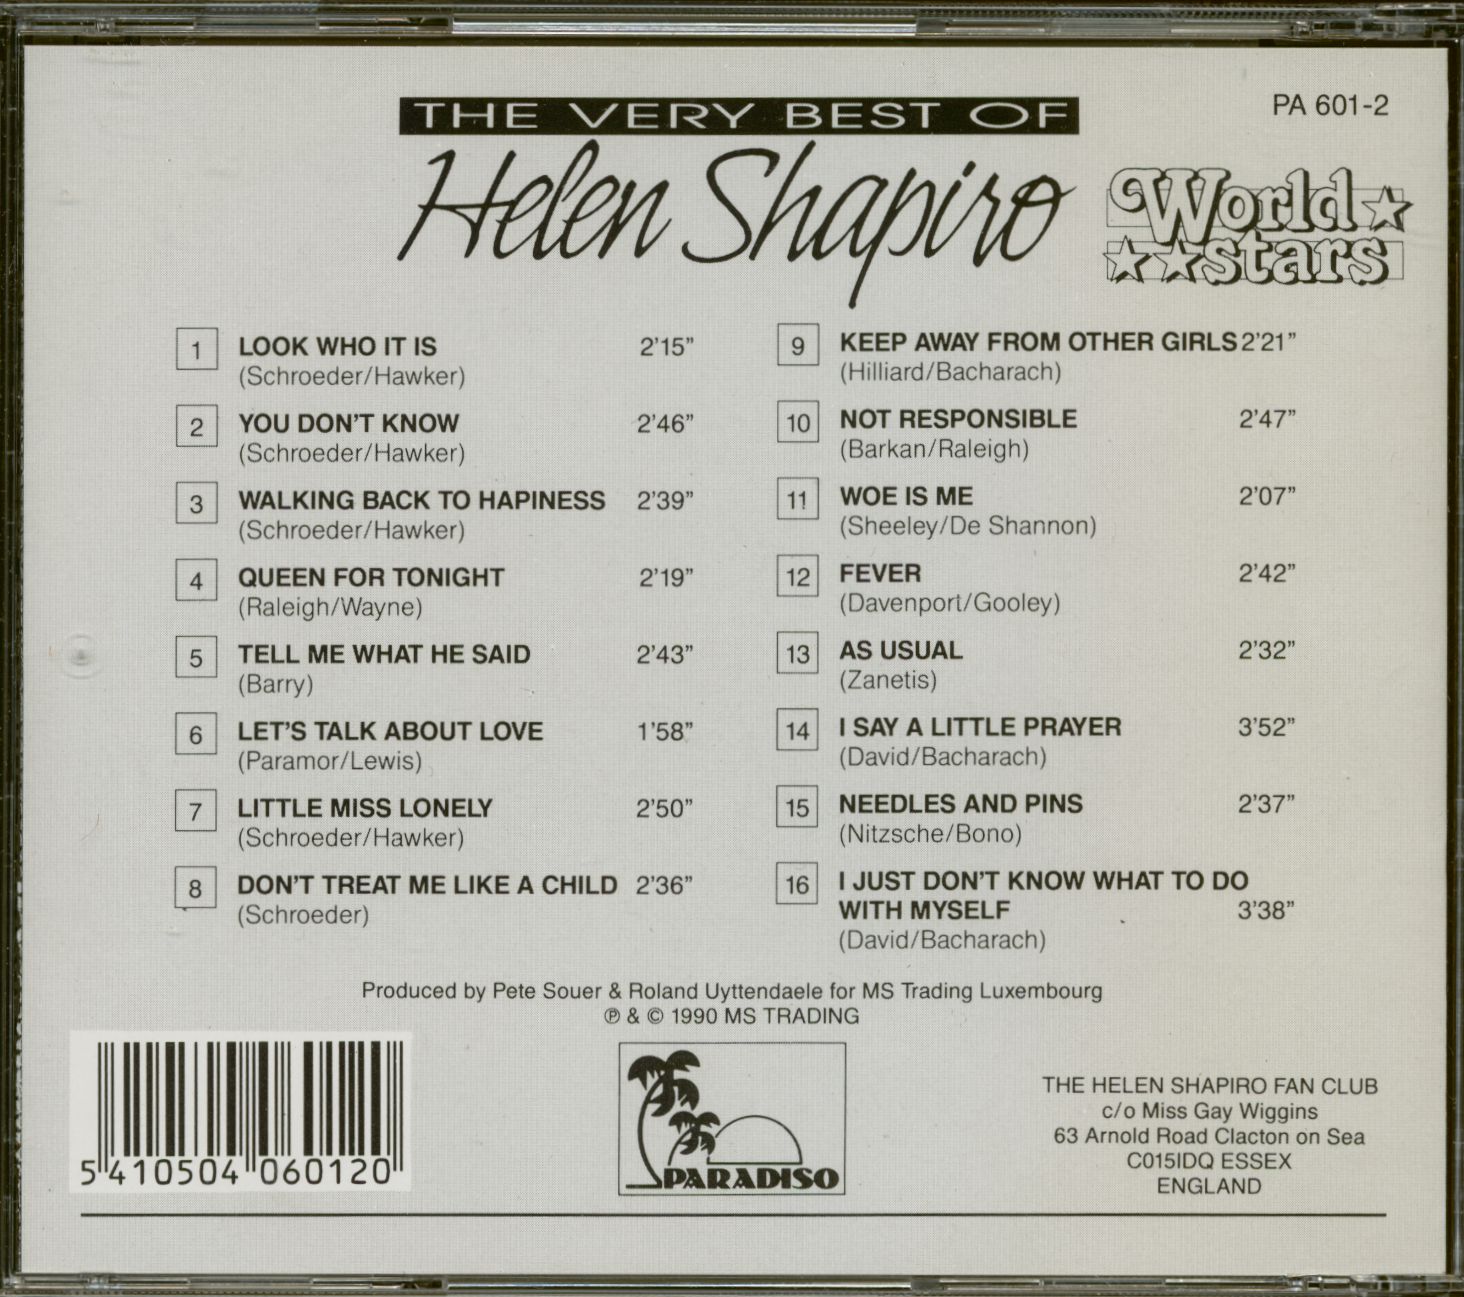 THE VERY BEST OF
Helen Shapiro
PA 601-2
World
stars
1 LOOK WHO IT IS 2'15"
(Schroeder/Hawker)
2 YOU DON'T KNOW 2'46"
(Schroeder/Hawker)
3 WALKING BACK TO HAPINESS 2'39"
(Schroeder/Hawker)
4 QUEEN FOR TONIGHT 2'19"
(Raleigh/Wayne)
5 TELL ME WHAT HE SAID 2'43"
(Barry)
6 LET'S TALK ABOUT LOVE 1'58"
(Paramor/Lewis)
7 LITTLE MISS LONELY 2'50"
(Schroeder/Hawker)
8 DON'T TREAT ME LIKE A CHILD 2'36"
(Schroeder)
9 KEEP AWAY FROM OTHER GIRLS 2'21"
(Hilliard/Bacharach)
10 NOT RESPONSIBLE 2'47"
(Barkan/Raleigh)
11 WOE IS ME 2'07"
(Sheeley/De Shannon)
12 FEVER 2'42"
(Davenport/Gooley)
13 AS USUAL 2'32"
(Zanetis)
14 I SAY A LITTLE PRAYER 3'52"
(David/Bacharach)
15 NEEDLES AND PINS 2'37"
(Nitzsche/Bono)
16 I JUST DON'T KNOW WHAT TO DO
WITH MYSELF 3'38"
(David/Bacharach)
Produced by Pete Souer & Roland Uyttendaele for MS Trading Luxembourg
℗ & © 1990 MS TRADING
5 410504 060120
PARADISO
THE HELEN SHAPIRO FAN CLUB
c/o Miss Gay Wiggins
63 Arnold Road Clacton on Sea
C015IDQ ESSEX
ENGLAND